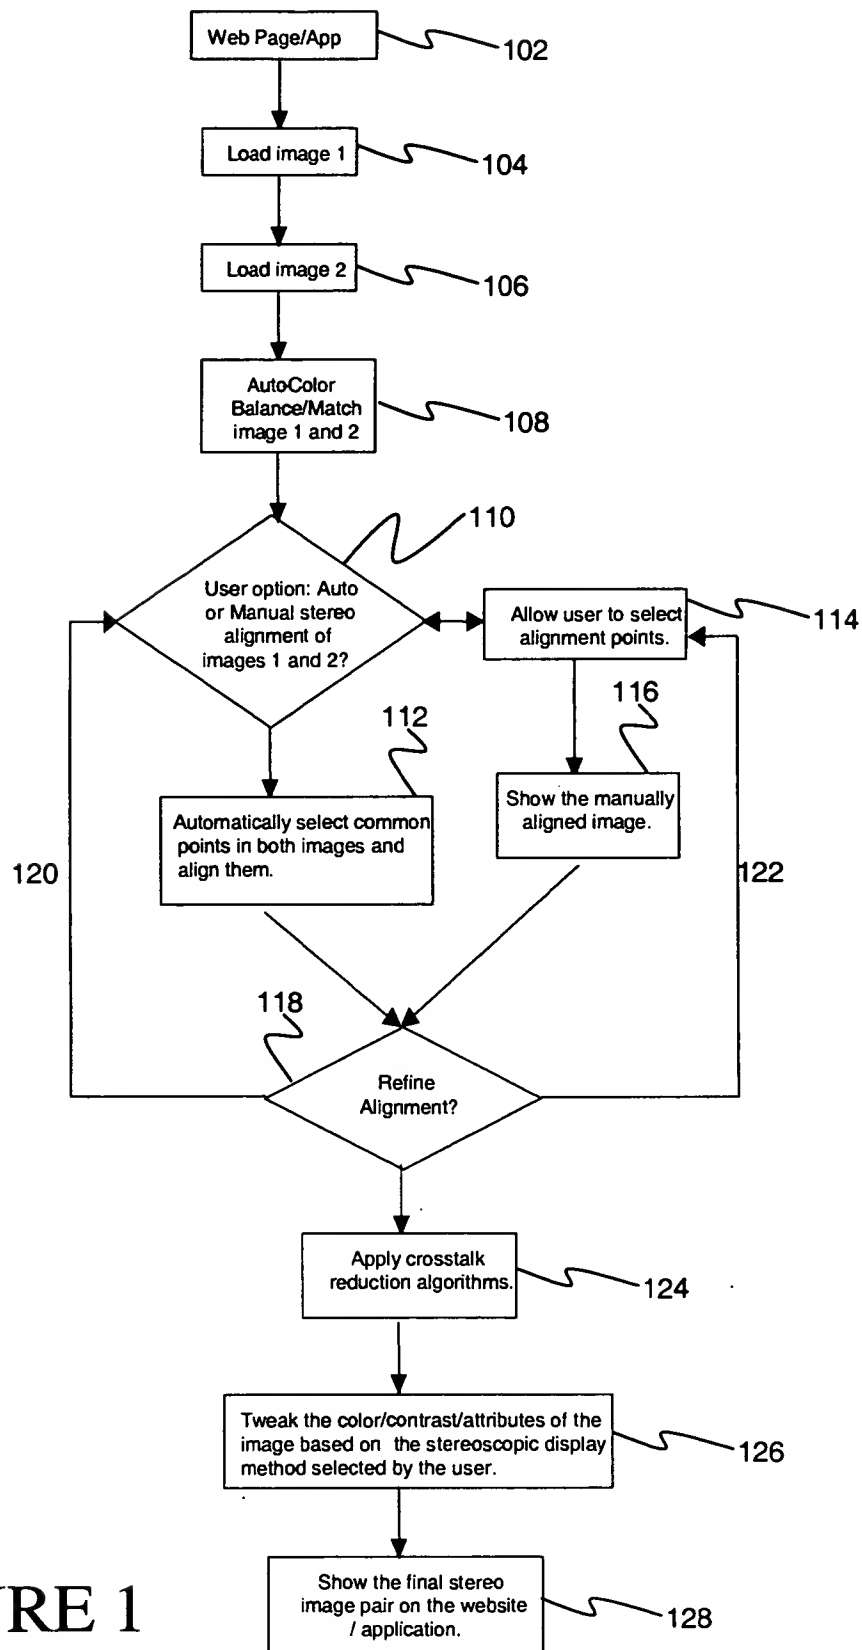 Web Page/App
102
Load image 1
104
Load image 2
106
AutoColor
Balance/Match
image 1 and 2
108
110
User option: Auto
or Manual stereo
alignment of
images 1 and 2?
Allow user to select
alignment points.
114
112
116
Automatically select common
points in both images and
align them.
Show the manually
aligned image.
120
122
118
Refine
Alignment?
Apply crosstalk
reduction algorithms.
124
Tweak the color/contrast/attributes of the
image based on the stereoscopic display
method selected by the user.
126
Show the final stereo
image pair on the website
/ application.
128
RE 1